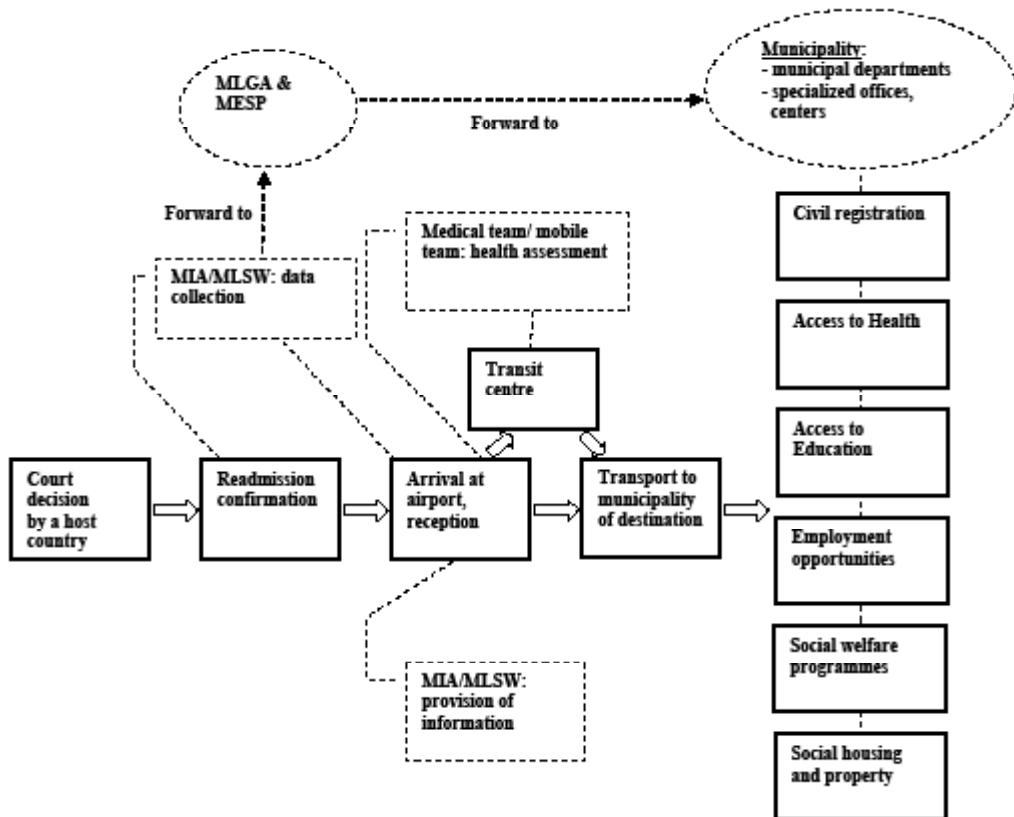 Municipality:
- municipal departments
- specialized offices,
centers
MLGA &
MESP
Forward to
Forward to
Civil registration
Medical team/ mobile
team: health assessment
MIA/MLSW: data
collection
Access to Health
Transit
centre
Access to
Education
Court
decision
by a host
country
Readmission
confirmation
Arrival at
airport,
reception
Transport to
municipality
of destination
Employment
opportunities
Social welfare
programmes
MIA/MLSW:
provision of
information
Social housing
and property